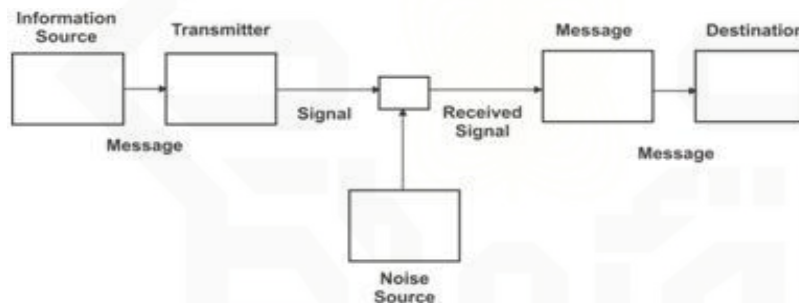 Information
Source
Transmitter
Message
Destination
Signal
Received
Signal
Message
Message
Noise
Source